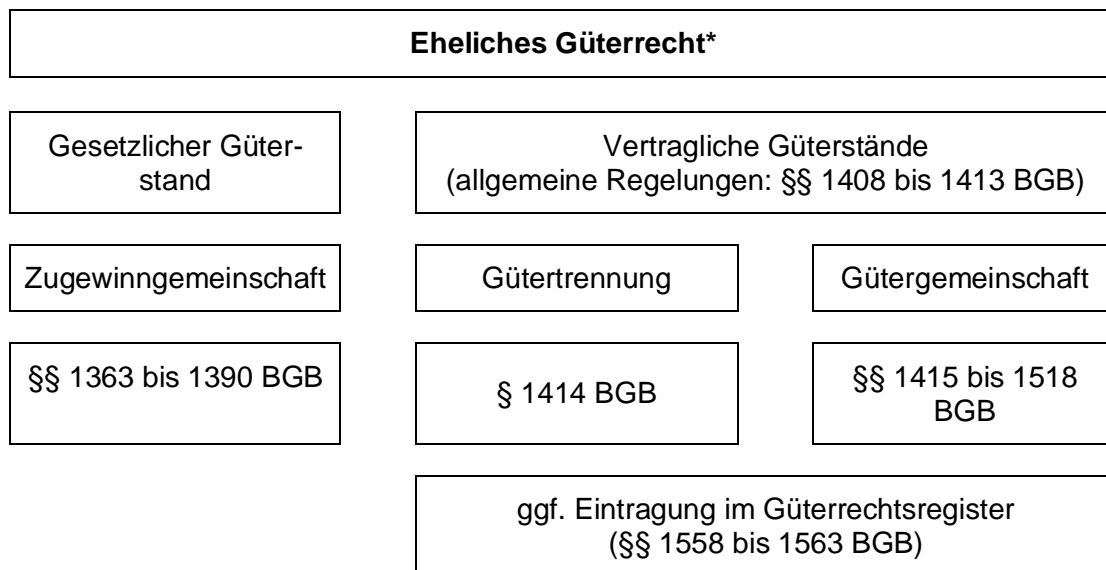 Eheliches Güterrecht*
Gesetzlicher Güter-
stand
Vertragliche Güterstände
(allgemeine Regelungen: §§ 1408 bis 1413 BGB)
Zugewinngemeinschaft
Gütertrennung
Gütergemeinschaft
§§ 1363 bis 1390 BGB
§ 1414 BGB
§§ 1415 bis 1518
BGB
ggf. Eintragung im Güterrechtsregister
(§§ 1558 bis 1563 BGB)